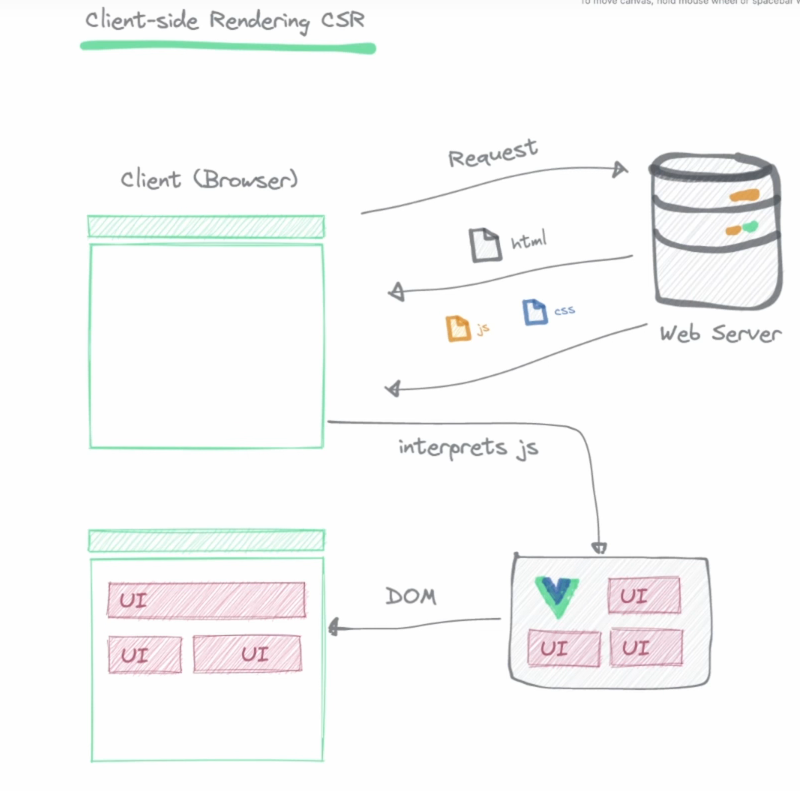 To move canvas, hold mouse wheel or spacebar w
Client-side Rendering CSR
Request
Client (Browser)
html
js
css
Web Server
interprets js
UI
DOM
UI
UI
UI
UI
UI